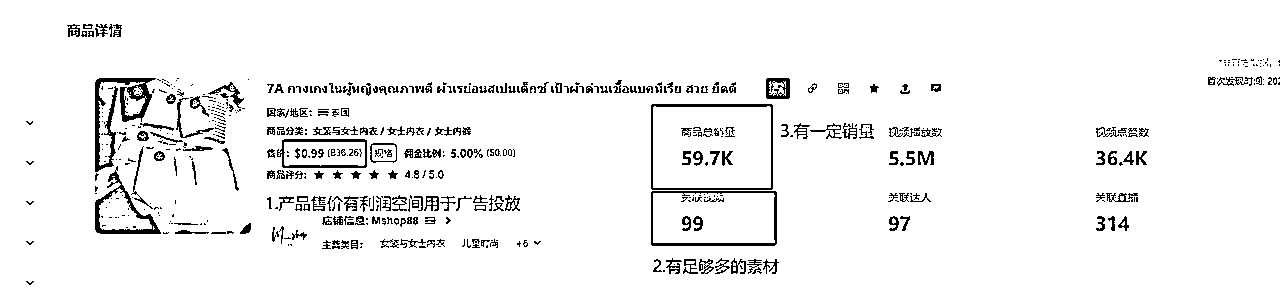 商品详情
首次发现时间: 202
7A กางเกงในผู้หญิงคุณภาพดี ผ้าเรย่อนสเปนเด็กซ์ เป้าผ้าต้านเชื้อแบคทีเรีย สวย ยืดดี
国家/地区: 泰国
商品分类: 女装与女士内衣 / 女士内衣 / 女士内裤
售价: $0.99 (฿36.26) 规格 佣金比例: 5.00% ($0.00)
商品评分: ★ ★ ★ ★ ★ 4.8 / 5.0
1.产品售价有利润空间用于广告投放
店铺信息: Mshop88
主营类目: 女装与女士内衣 儿童时尚 +6
商品总销量
59.7K
3.有一定销量
视频播放数
5.5M
视频点赞数
36.4K
关联视频
99
关联达人
97
关联直播
314
2.有足够多的素材